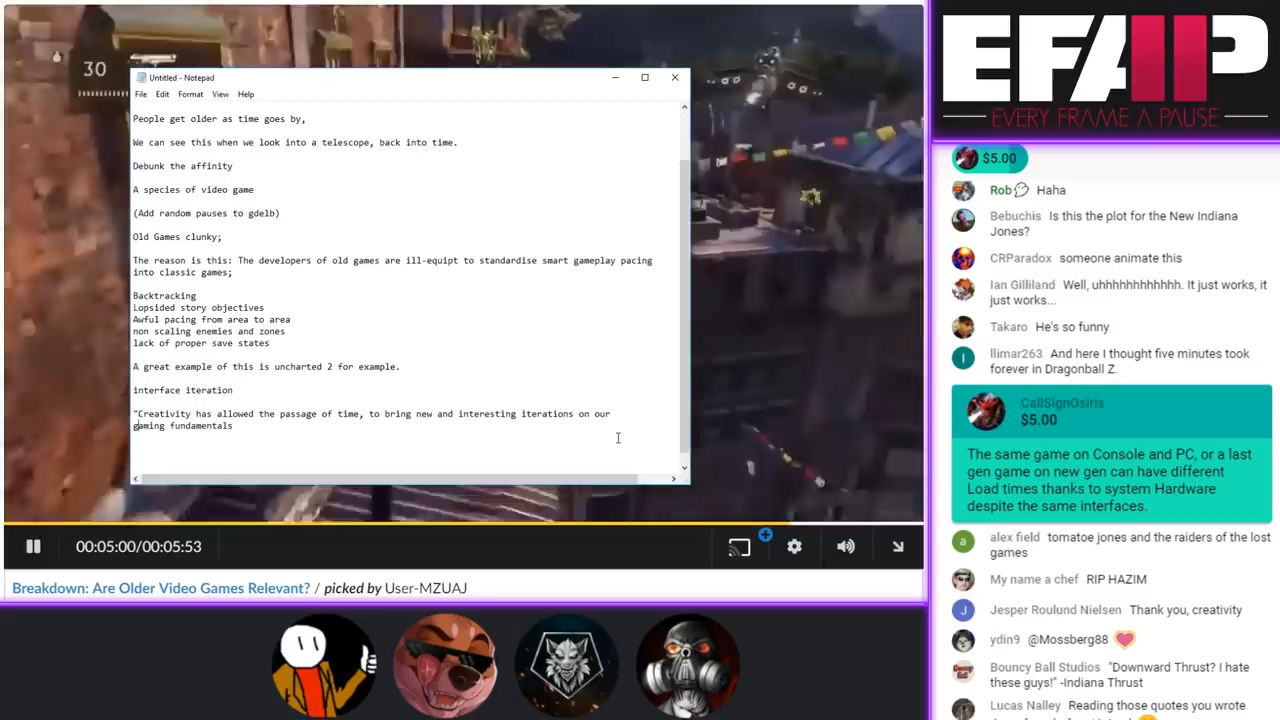 30
Untitled - Notepad
File Edit Format View Help
People get older as time goes by,
We can see this when we look into a telescope, back into time.
Debunk the affinity
A species of video game
(Add random pauses to gdelb)
Old Games clunky;
The reason is this: The developers of old games are ill-equipt to standardise smart gameplay pacing
into classic games;
Backtracking
Lopsided story objectives
Awful pacing from area to area
non scaling enemies and zones
lack of proper save states
A great example of this is uncharted 2 for example.
interface iteration
"Creativity has allowed the passage of time, to bring new and interesting iterations on our
gaming fundamentals
00:05:00/00:05:53
Breakdown: Are Older Video Games Relevant? / picked by User-MZUAJ
EFAP
EVERY FRAME A PAUSE
$5.00
Rob Haha
Bebuchis Is this the plot for the New Indiana
Jones?
CRParadox someone animate this
Ian Gilliland Well, uhhhhhhhhhhhh. It just works, it
just works...
Takaro He's so funny
llimar263 And here I thought five minutes took
forever in Dragonball Z.
CallSignOsiris
$5.00
The same game on Console and PC, or a last
gen game on new gen can have different
Load times thanks to system Hardware
despite the same interfaces.
alex field tomatoe jones and the raiders of the lost
games
My name a chef RIP HAZIM
Jesper Roulund Nielsen Thank you, creativity
ydin9 @Mossberg88
Bouncy Ball Studios "Downward Thrust? I hate
these guys!" -Indiana Thrust
Lucas Nalley Reading those quotes you wrote